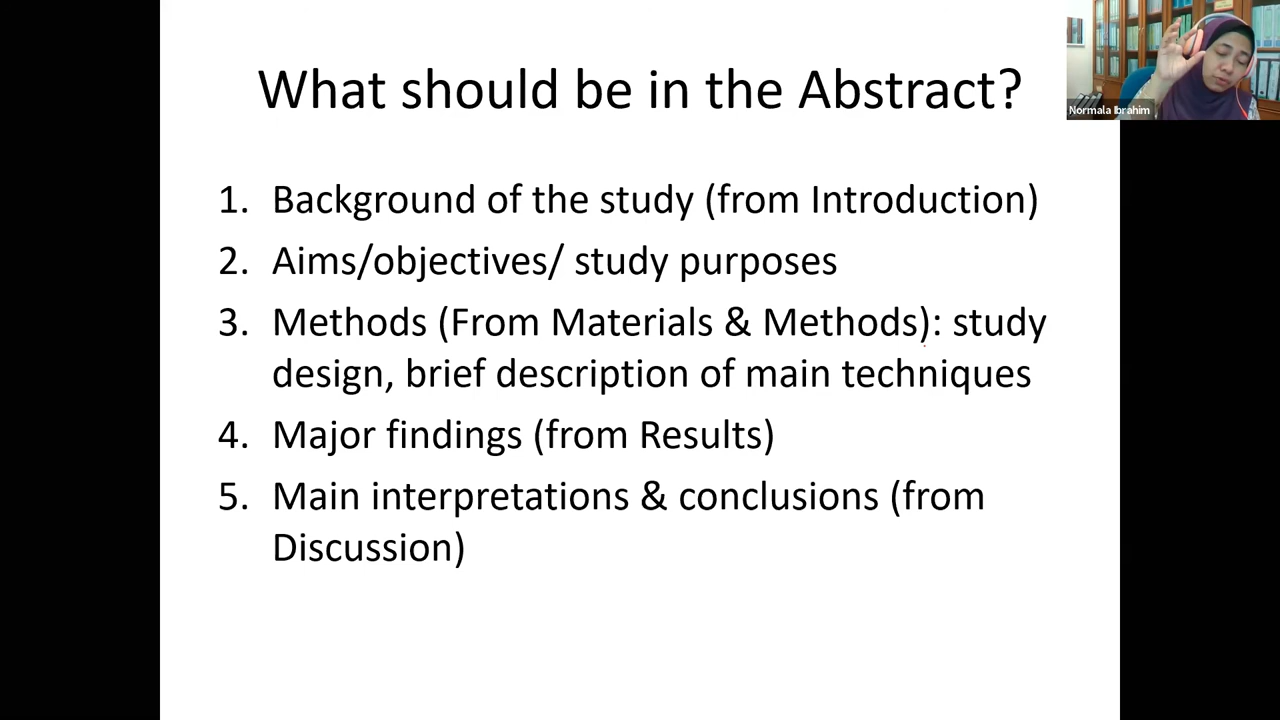 What should be in the Abstract?
Normala Ibrahim
1. Background of the study (from Introduction)
2. Aims/objectives/ study purposes
3. Methods (From Materials & Methods): study
design, brief description of main techniques
4. Major findings (from Results)
5. Main interpretations & conclusions (from
Discussion)